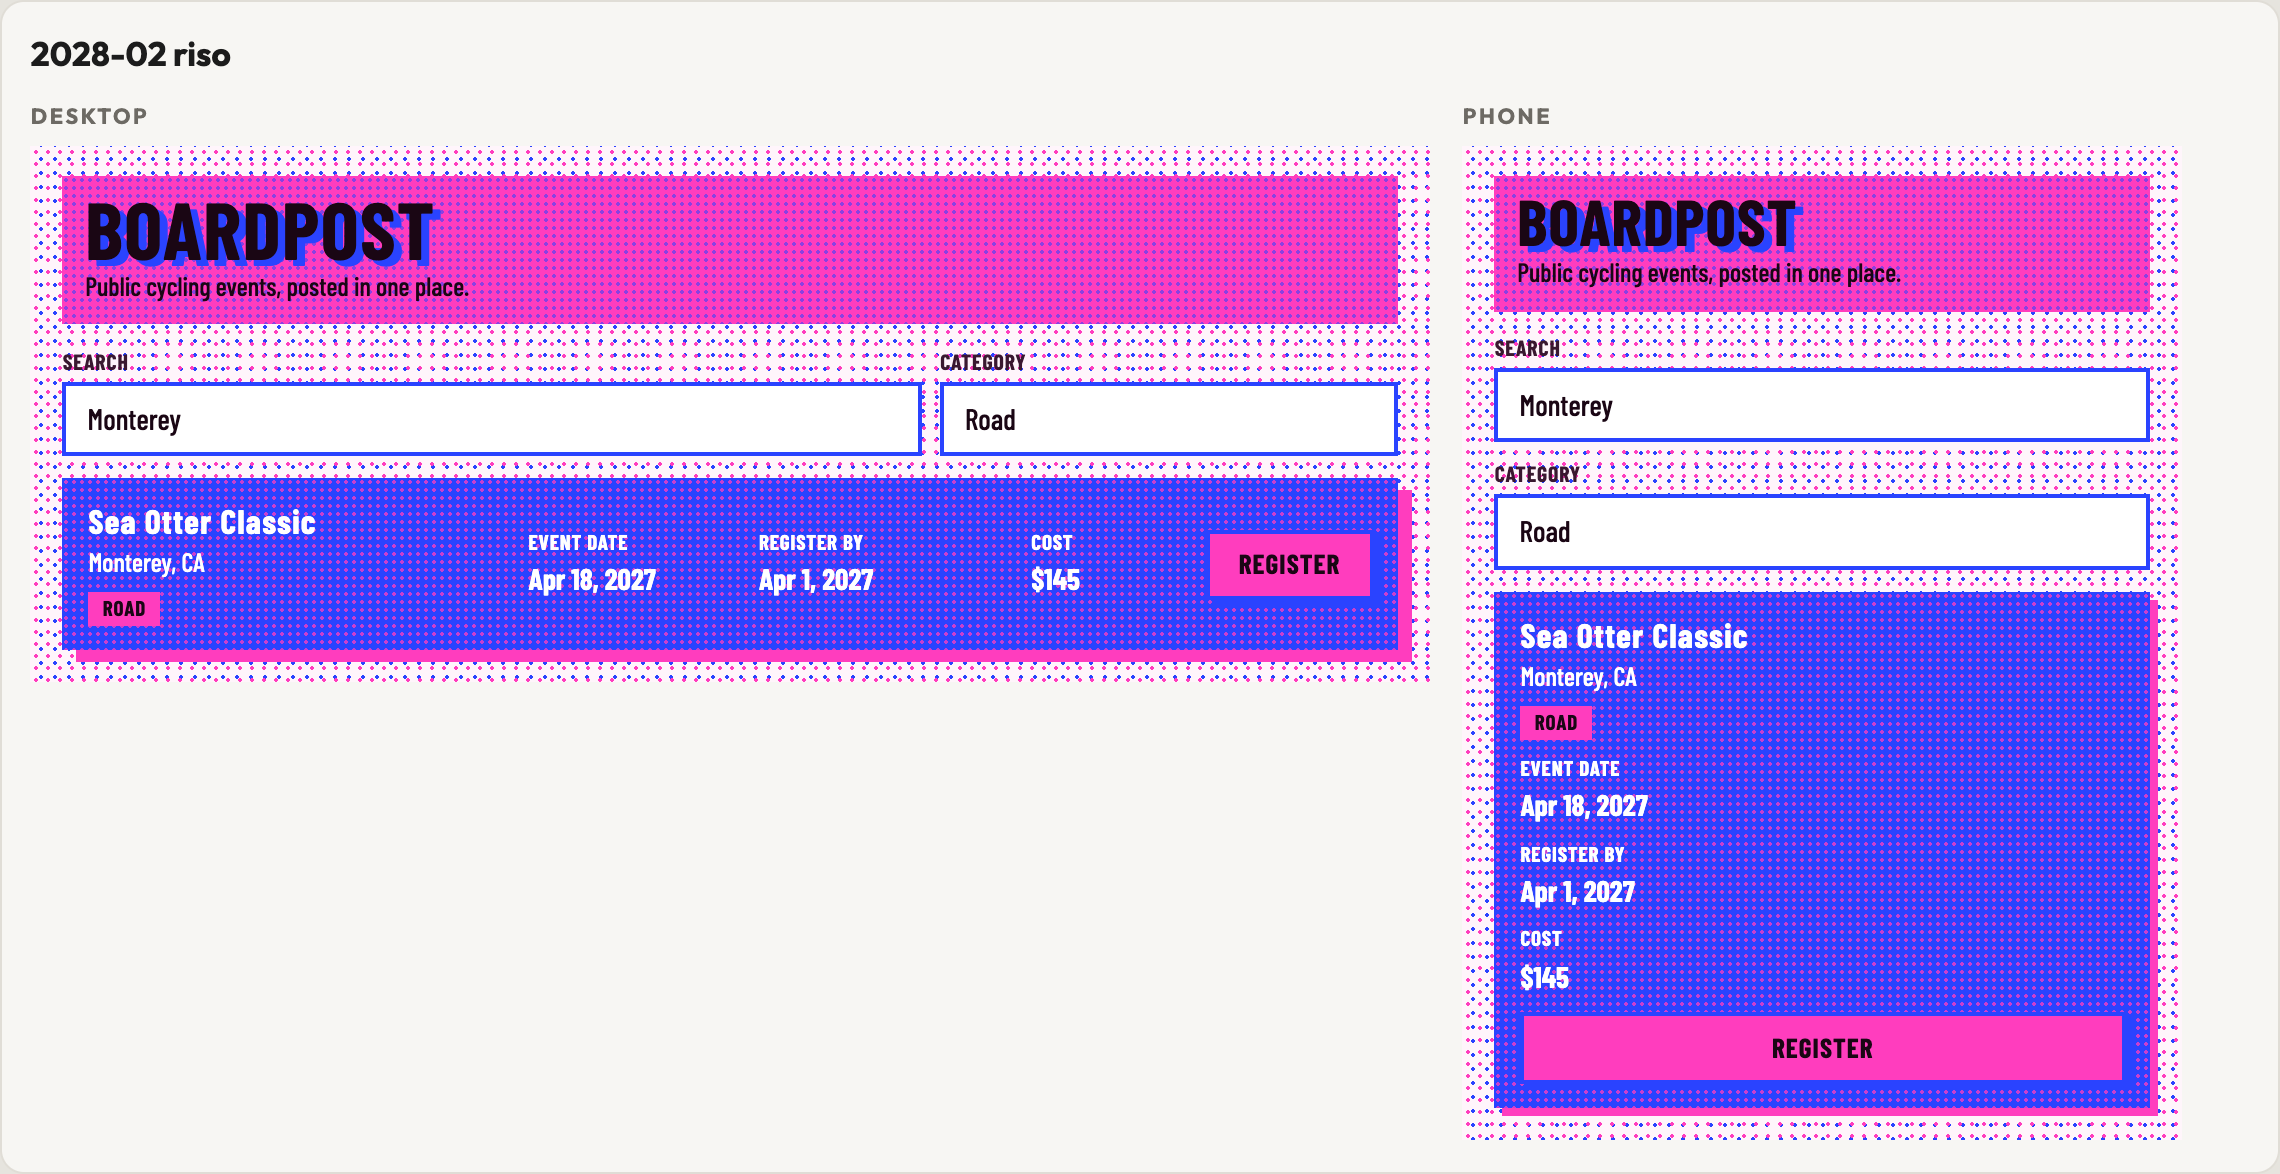 2028-02 riso
DESKTOP
BOARDPOST
Public cycling events, posted in one place.
SEARCH
Monterey
CATEGORY
Road
Sea Otter Classic
Monterey, CA
ROAD
EVENT DATE
Apr 18, 2027
REGISTER BY
Apr 1, 2027
COST
$145
REGISTER
PHONE
BOARDPOST
Public cycling events, posted in one place.
SEARCH
Monterey
CATEGORY
Road
Sea Otter Classic
Monterey, CA
ROAD
EVENT DATE
Apr 18, 2027
REGISTER BY
Apr 1, 2027
COST
$145
REGISTER